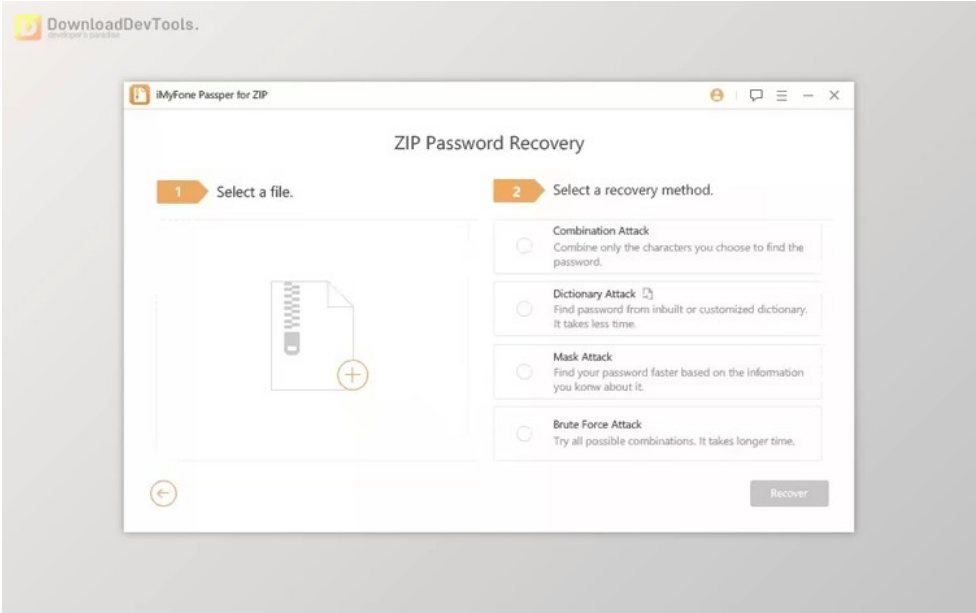 DownloadDevTools.
developer's paradise
iMyFone Passper for ZIP
ZIP Password Recovery
1 Select a file.
2 Select a recovery method.
Combination Attack
Combine only the characters you choose to find the
password.
Dictionary Attack
Find password from inbuilt or customized dictionary.
It takes less time.
Mask Attack
Find your password faster based on the information
you konw about it.
Brute Force Attack
Try all possible combinations. It takes longer time.
Recover